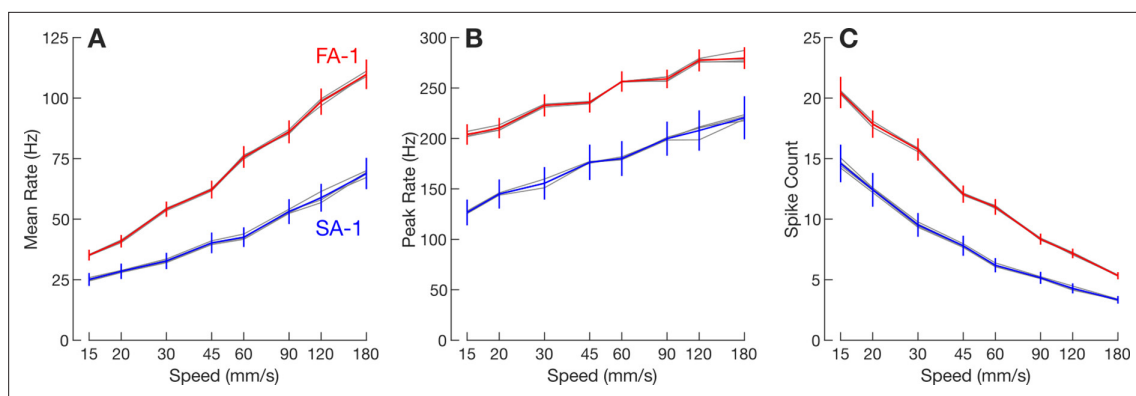 A
Mean Rate (Hz)
125
100
75
50
25
0
FA-1
SA-1
15 20 30 45 60 90 120 180
Speed (mm/s)
B
Peak Rate (Hz)
300
250
200
150
100
50
0
15 20 30 45 60 90 120 180
Speed (mm/s)
C
Spike Count
25
20
15
10
5
0
15 20 30 45 60 90 120 180
Speed (mm/s)